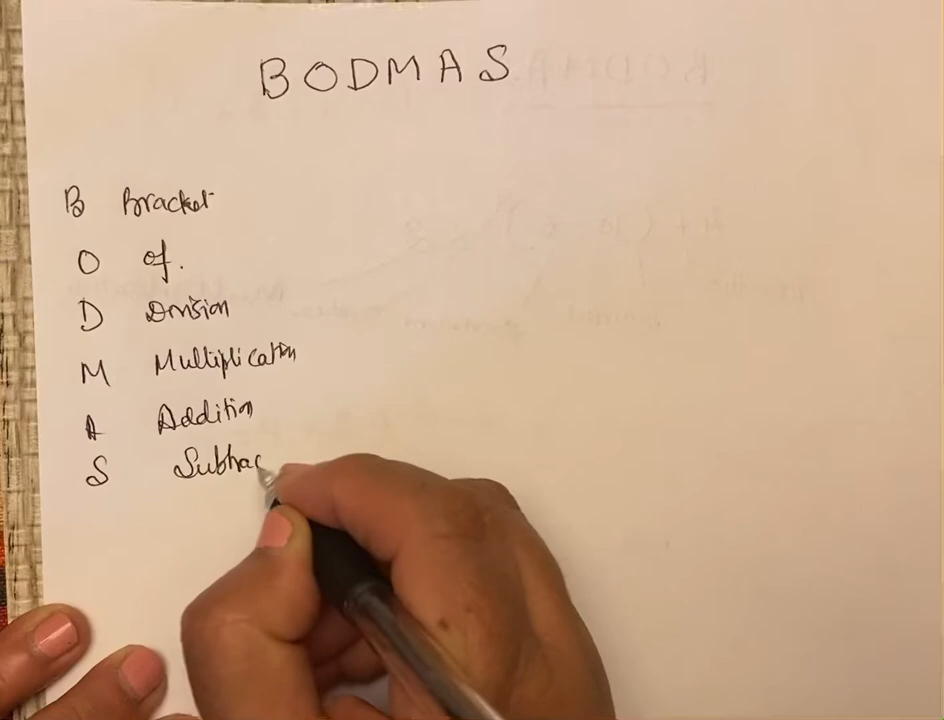 BODMAS
B Bracket
O of.
D Division
M Multiplication
A Addition
S Subtrac